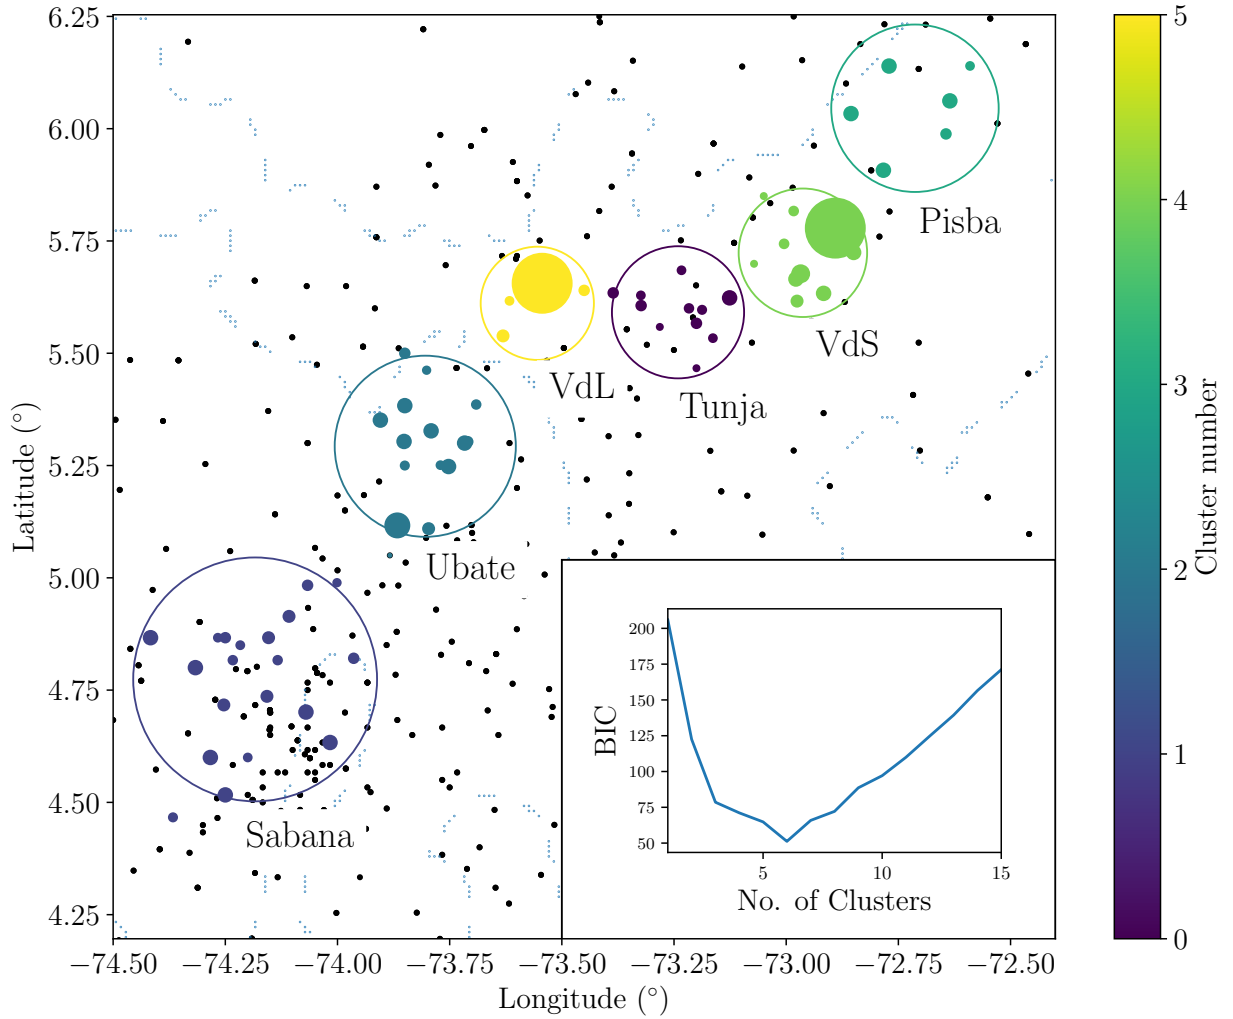 6.25
6.00
5.75
5.50
5.25
5.00
4.75
4.50
4.25
Latitude (°)
−74.50 −74.25 −74.00 −73.75 −73.50 −73.25 −73.00 −72.75 −72.50
Longitude (°)
Pisba
VdS
VdL
Tunja
Ubate
Sabana
200
175
150
125
100
75
50
BIC
5 10 15
No. of Clusters
5
4
3
2
1
0
Cluster number